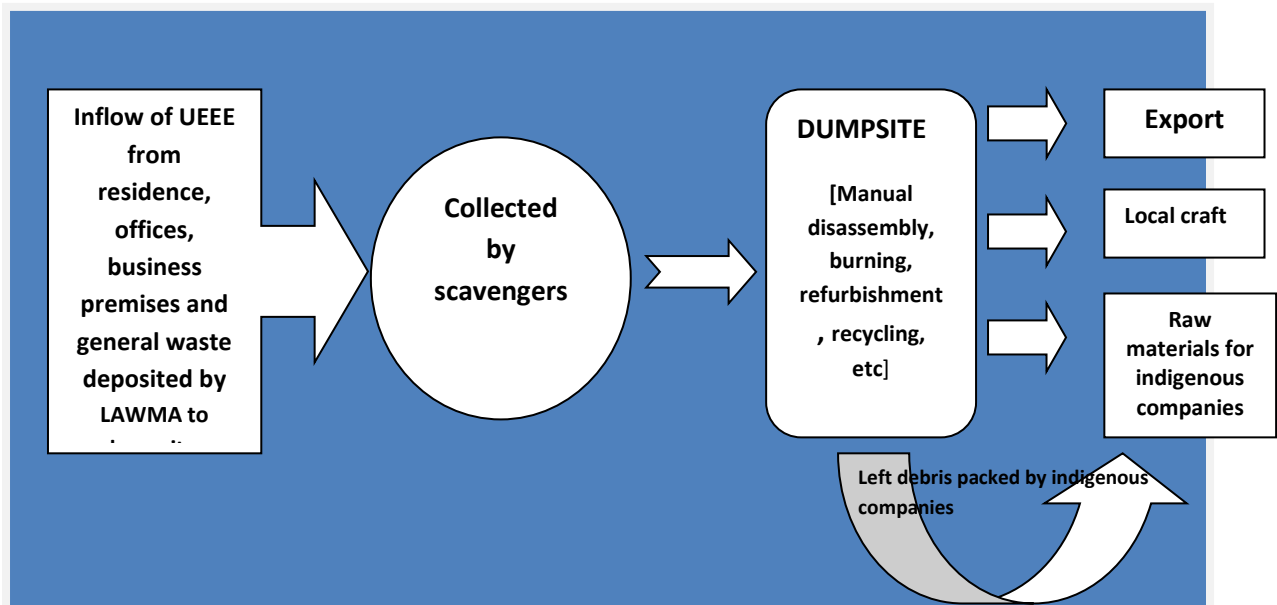 Inflow of UEEE
from
residence,
offices,
business
premises and
general waste
deposited by
LAWMA to
Collected
by
scavengers
DUMPSITE
[Manual
disassembly,
burning,
refurbishment
, recycling,
etc]
Export
Local craft
Raw
materials for
indigenous
companies
Left debris packed by indigenous
companies